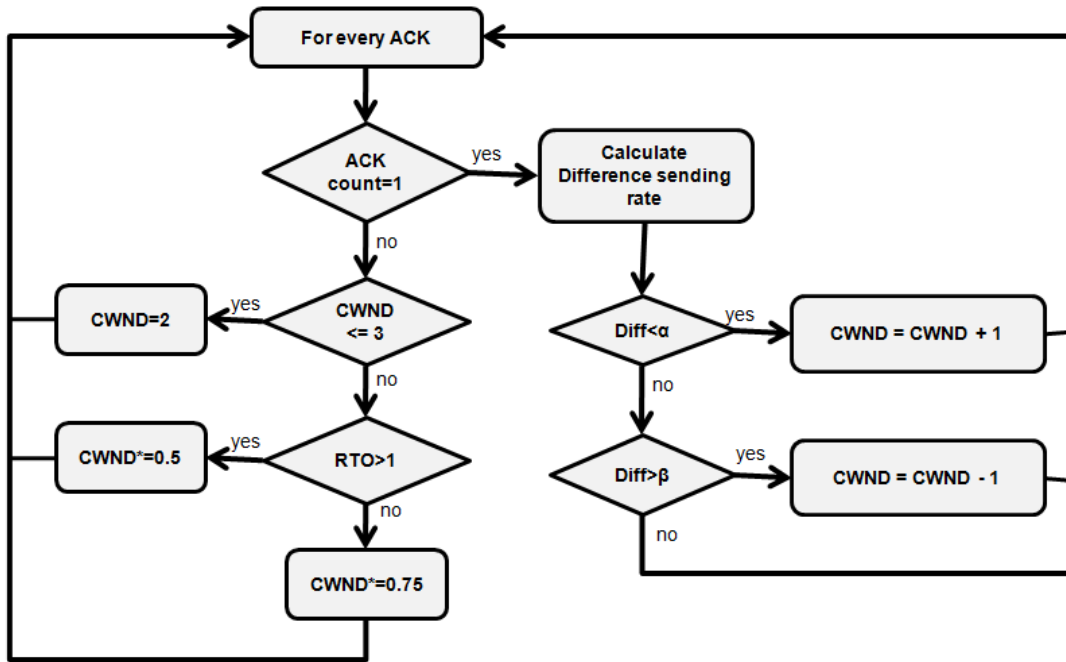 For every ACK
ACK
count=1
yes
Calculate
Difference sending
rate
no
CWND=2
yes
CWND
<= 3
Diff<α
yes
CWND = CWND + 1
no
no
CWND*=0.5
yes
RTO>1
Diff>β
yes
CWND = CWND - 1
no
no
CWND*=0.75